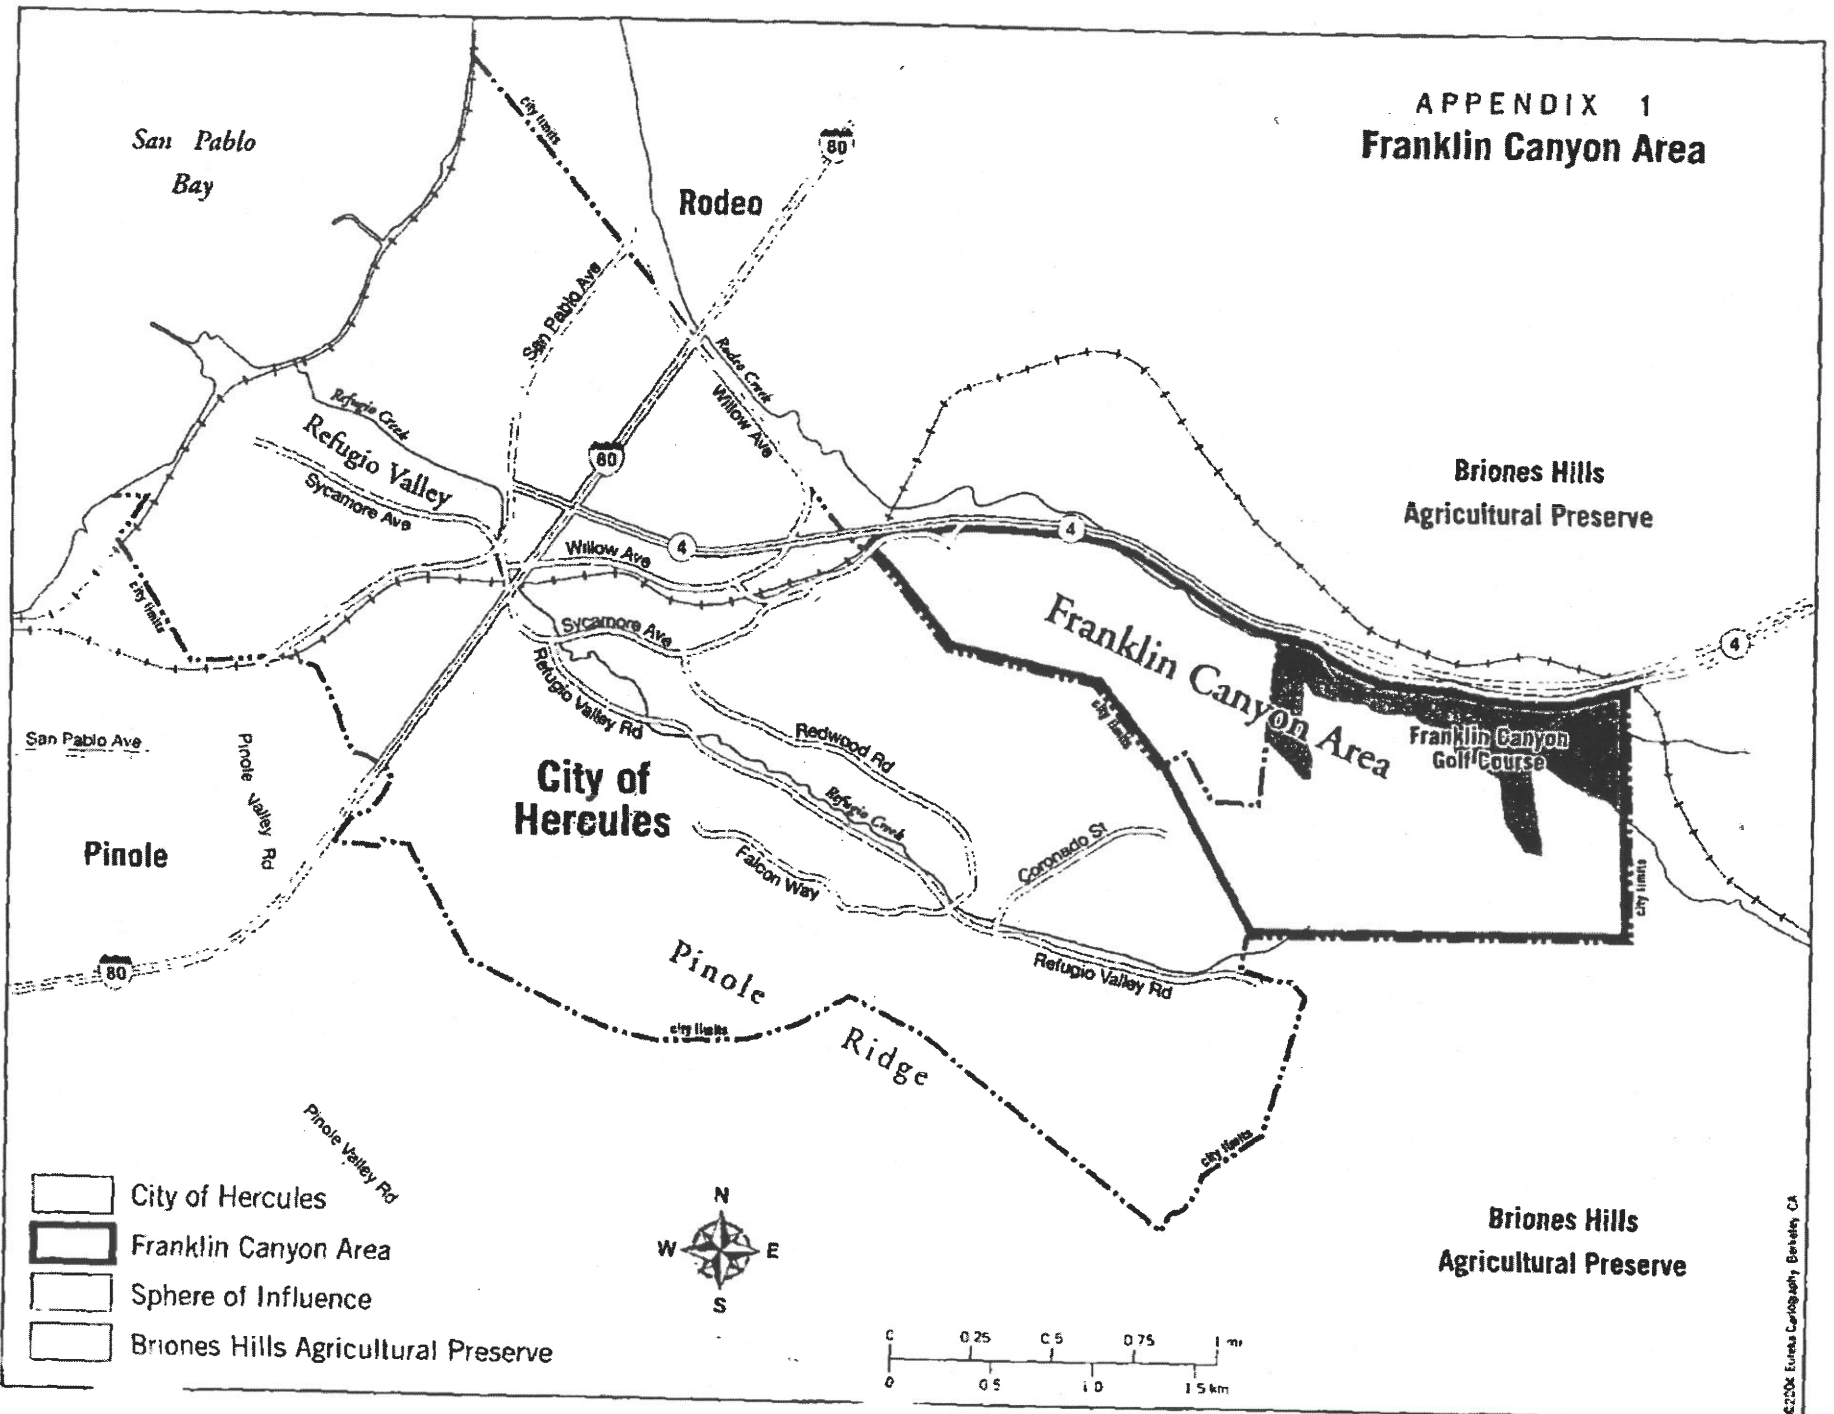 APPENDIX 1
Franklin Canyon Area
San Pablo
Bay
city limits
80
Rodeo
San Pablo Ave
Rodeo Creek
Willow Ave
Refugio Creek
Refugio Valley
Sycamore Ave
80
Briones Hills
Agricultural Preserve
4
Willow Ave
4
city limits
Sycamore Ave
Franklin Canyon Area
4
Refugio Valley Rd
city limits
San Pablo Ave
Pinole Valley Rd
Redwood Rd
Franklin Canyon
Golf Course
City of
Hercules
Refugio Creek
Pinole
Falcon Way
Coronado St
city limits
80
Pinole
Ridge
Refugio Valley Rd
city limits
Pinole Valley Rd
city limits
City of Hercules
Franklin Canyon Area
Sphere of Influence
Briones Hills Agricultural Preserve
N
W E
S
Briones Hills
Agricultural Preserve
0.25 0.75 1 mi
0 0.5 1.0 1.5 km
Eureka Cartography, Berkeley, CA